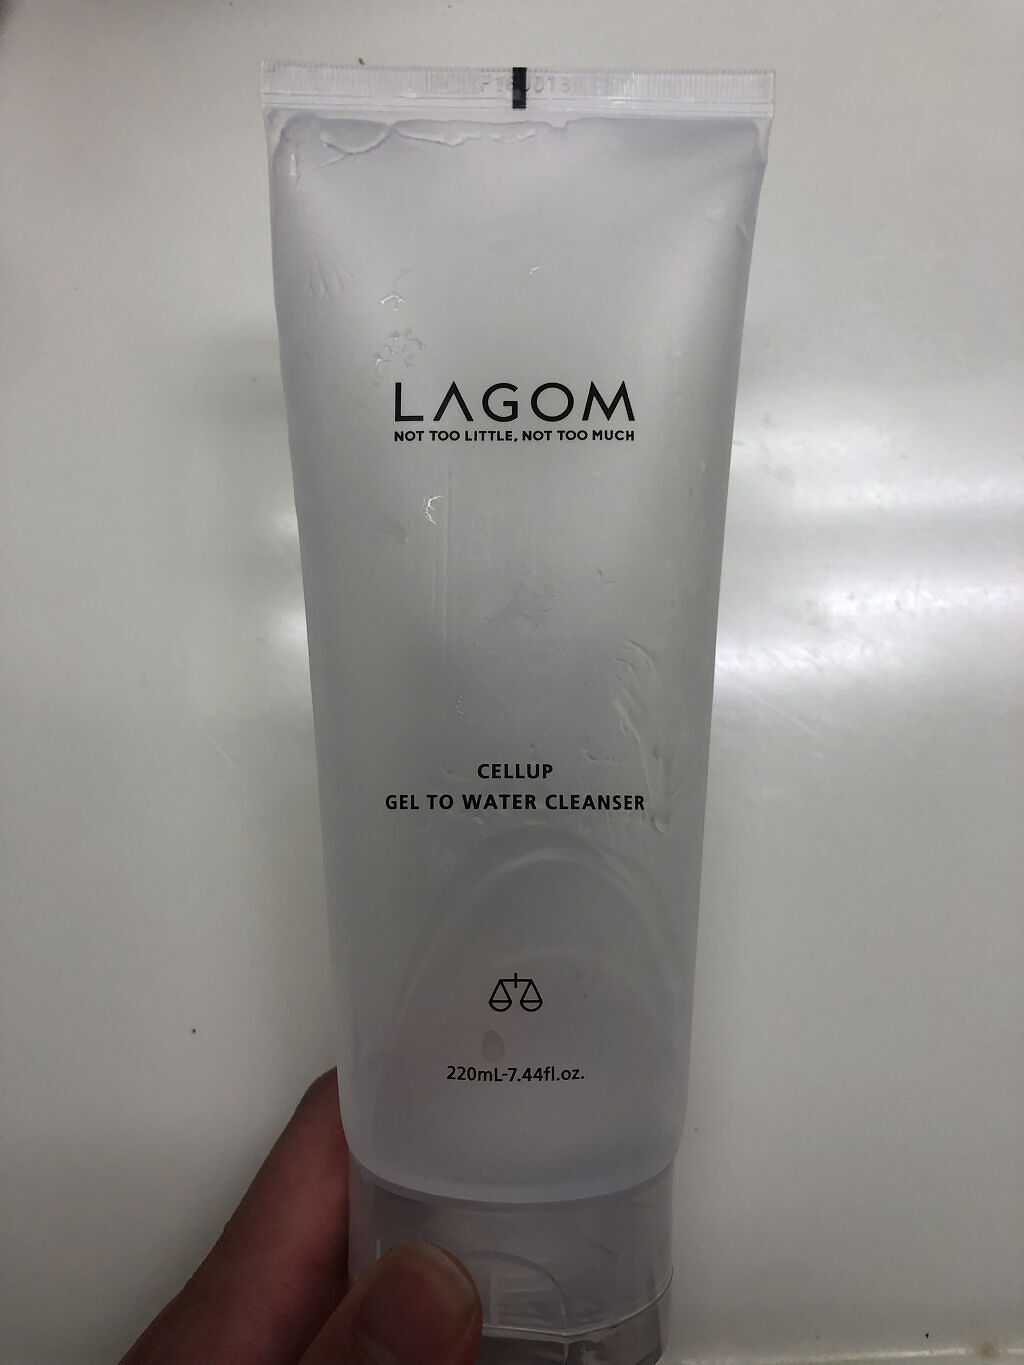 LAGOM
NOT TOO LITTLE, NOT TOO MUCH
CELLUP
GEL TO WATER CLEANSER
220mL-7.44fl.oz.